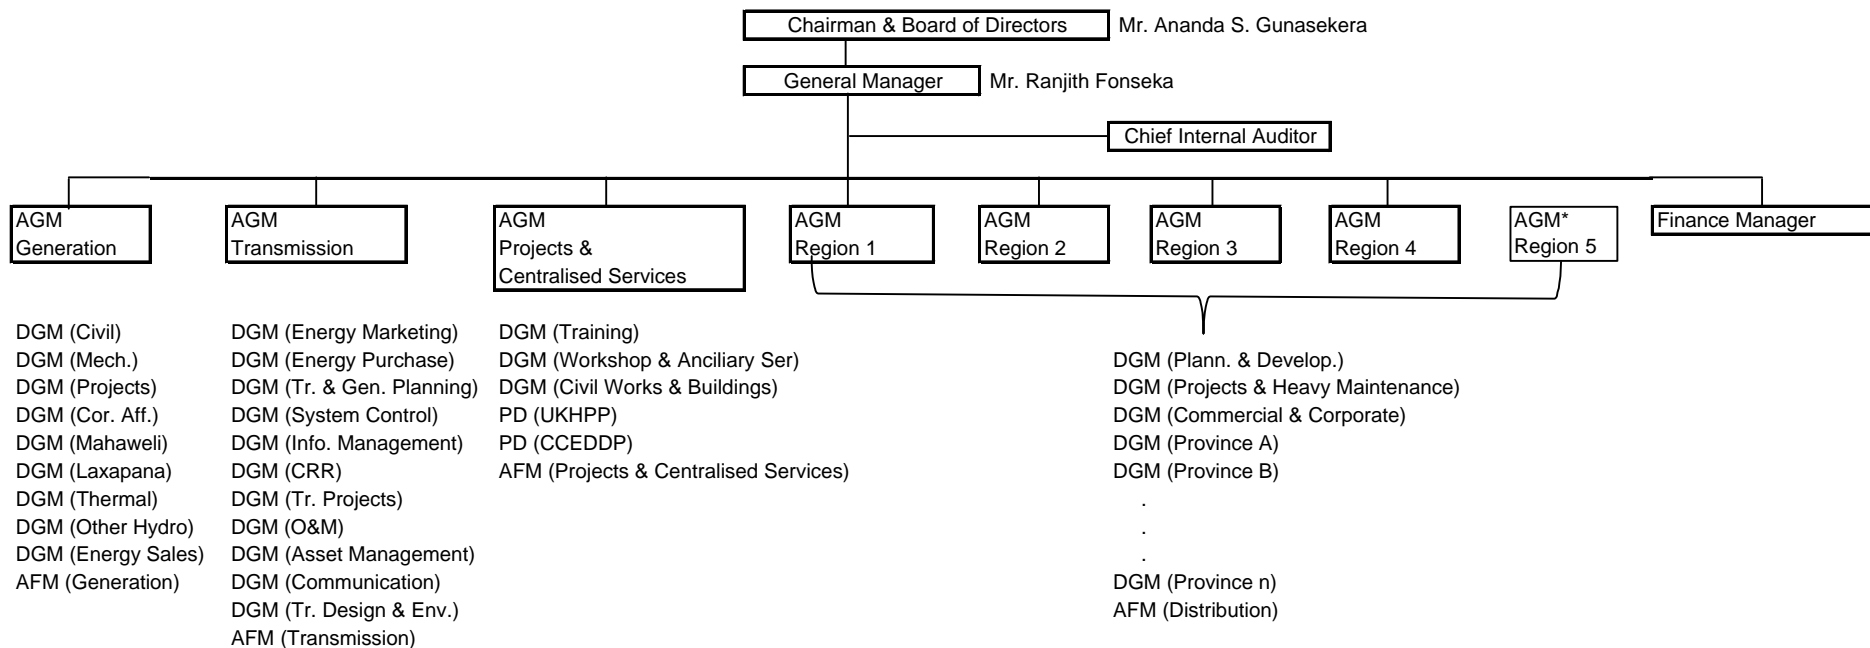 Chairman & Board of Directors
Mr. Ananda S. Gunasekera
General Manager
Mr. Ranjith Fonseka
Chief Internal Auditor
AGM
Generation
AGM
Transmission
AGM
Projects &
Centralised Services
AGM
Region 1
AGM
Region 2
AGM
Region 3
AGM
Region 4
AGM*
Region 5
Finance Manager
DGM (Civil)
DGM (Mech.)
DGM (Projects)
DGM (Cor. Aff.)
DGM (Mahaweli)
DGM (Laxapana)
DGM (Thermal)
DGM (Other Hydro)
DGM (Energy Sales)
AFM (Generation)
DGM (Energy Marketing)
DGM (Energy Purchase)
DGM (Tr. & Gen. Planning)
DGM (System Control)
DGM (Info. Management)
DGM (CRR)
DGM (Tr. Projects)
DGM (O&M)
DGM (Asset Management)
DGM (Communication)
DGM (Tr. Design & Env.)
AFM (Transmission)
DGM (Training)
DGM (Workshop & Anciliary Ser)
DGM (Civil Works & Buildings)
PD (UKHPP)
PD (CCEDDP)
AFM (Projects & Centralised Services)
DGM (Plann. & Develop.)
DGM (Projects & Heavy Maintenance)
DGM (Commercial & Corporate)
DGM (Province A)
DGM (Province B)
.
.
.
DGM (Province n)
AFM (Distribution)